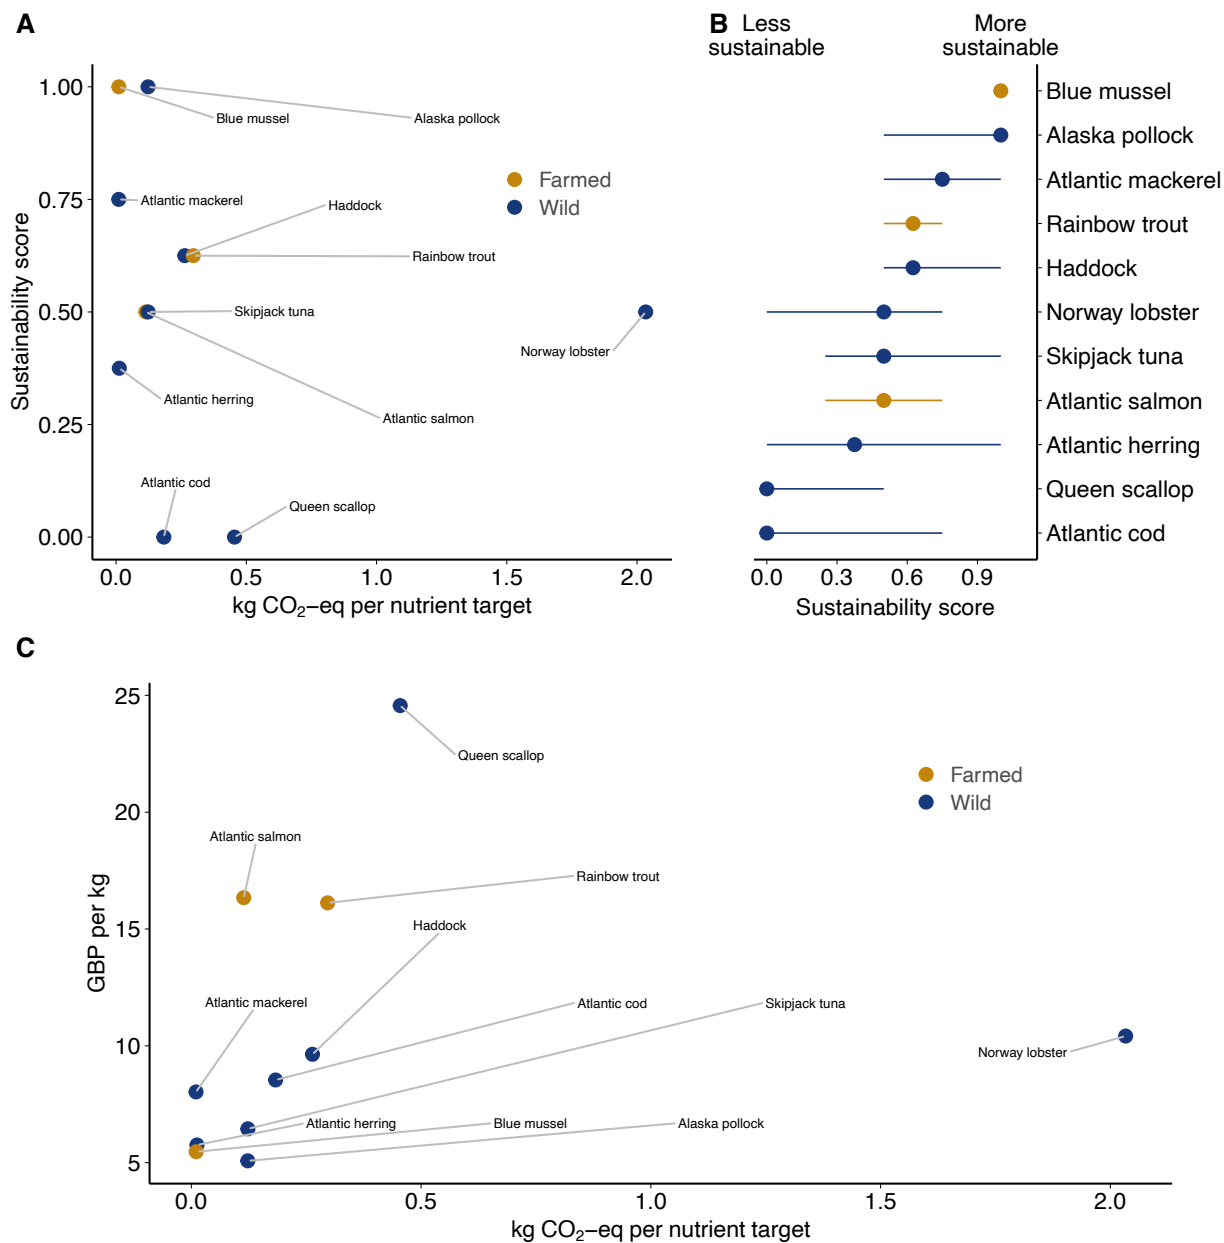 A
1.00
0.75
0.50
0.25
0.00
Sustainability score
Blue mussel
Alaska pollock
Farmed
Wild
Atlantic mackerel
Haddock
Rainbow trout
Skipjack tuna
Norway lobster
Atlantic herring
Atlantic salmon
Atlantic cod
Queen scallop
0.0 0.5 1.0 1.5 2.0
kg CO₂−eq per nutrient target
B
Less
sustainable
More
sustainable
Blue mussel
Alaska pollock
Atlantic mackerel
Rainbow trout
Haddock
Norway lobster
Skipjack tuna
Atlantic salmon
Atlantic herring
Queen scallop
Atlantic cod
0.0 0.3 0.6 0.9
Sustainability score
C
25
20
15
10
5
GBP per kg
Queen scallop
Farmed
Wild
Atlantic salmon
Rainbow trout
Haddock
Atlantic mackerel
Atlantic cod
Skipjack tuna
Norway lobster
Atlantic herring
Blue mussel
Alaska pollock
0.0 0.5 1.0 1.5 2.0
kg CO₂−eq per nutrient target